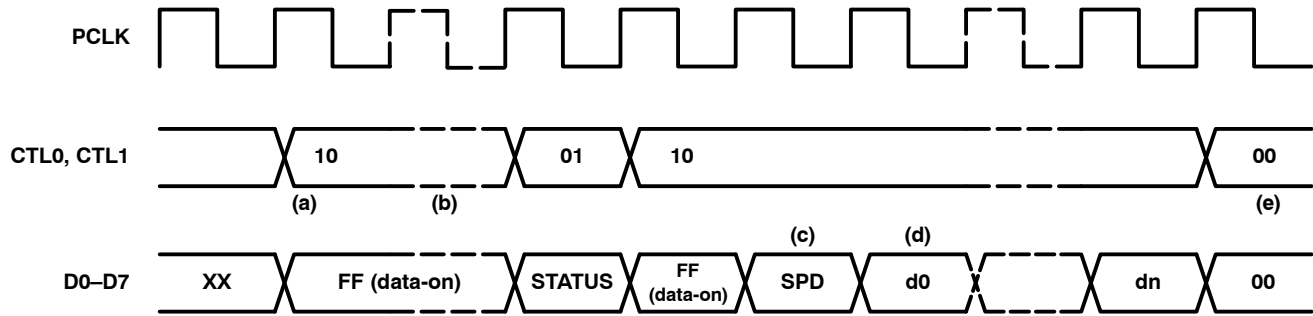 PCLK
CTL0, CTL1
10
01
10
00
(a)
(b)
(e)
(c)
(d)
D0–D7
XX
FF (data-on)
STATUS
FF
(data-on)
SPD
d0
dn
00